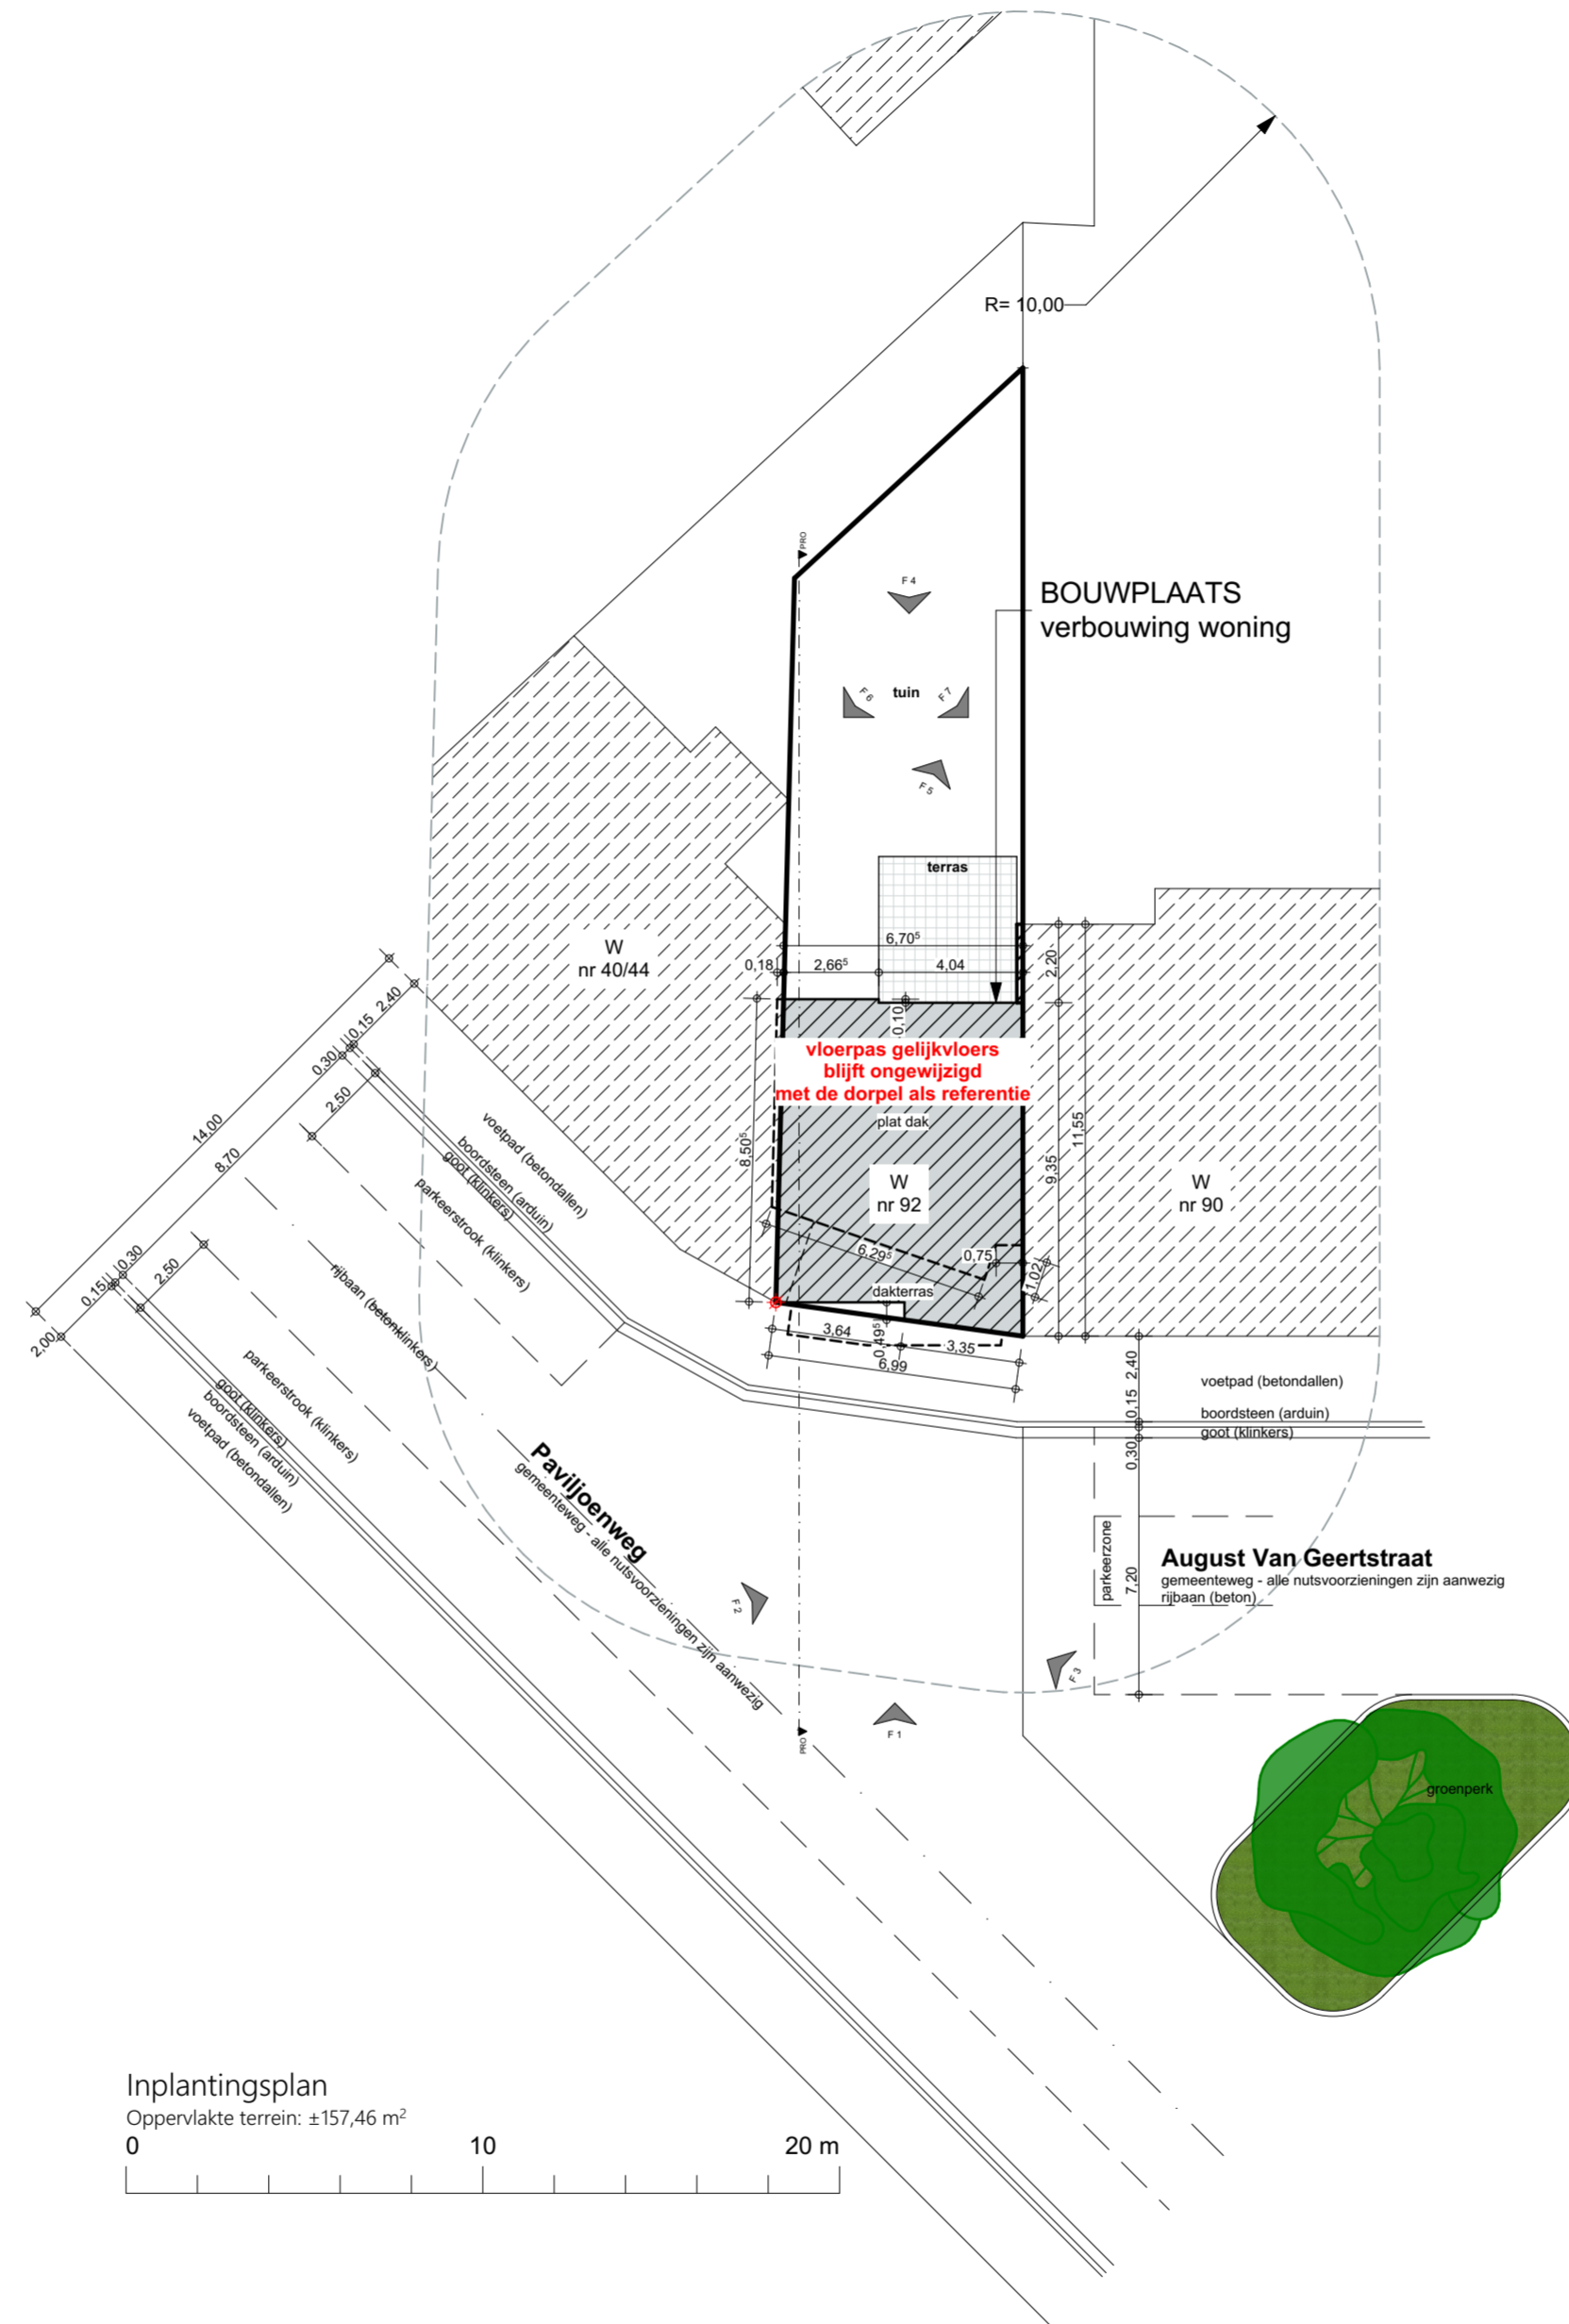 R= 10,00
PRO
F 4
BOUWPLAATS
verbouwing woning
F 6
tuin
F 7
F 5
terras
W
nr 40/44
6,70⁵
0,18
2,66⁵
4,04
2,20
0,10
vloerpas gelijkvloers
blijft ongewijzigd
met de dorpel als referentie
plat dak
8,50⁵
11,55
9,35
W
nr 92
W
nr 90
6,29⁵
0,75
1,02
dakterras
3,64
0,49⁵
3,35
6,99
2,40
0,15
0,30
2,50
14,00
8,70
0,30
0,15
2,50
2,00
voetpad (betondallen)
boordsteen (arduin)
goot (klinkers)
parkeerstrook (klinkers)
rijbaan (betonklinkers)
parkeerstrook (klinkers)
goot (klinkers)
boordsteen (arduin)
voetpad (betondallen)
Paviljoenweg
gemeenteweg - alle nutsvoorzieningen zijn aanwezig
2,40
voetpad (betondallen)
0,15
boordsteen (arduin)
goot (klinkers)
0,30
parkeerzone
7,20
August Van Geertstraat
gemeenteweg - alle nutsvoorzieningen zijn aanwezig
rijbaan (beton)
F 2
F 3
F 1
PRO
groenperk
Inplantingsplan
Oppervlakte terrein: ±157,46 m²
0 10 20 m